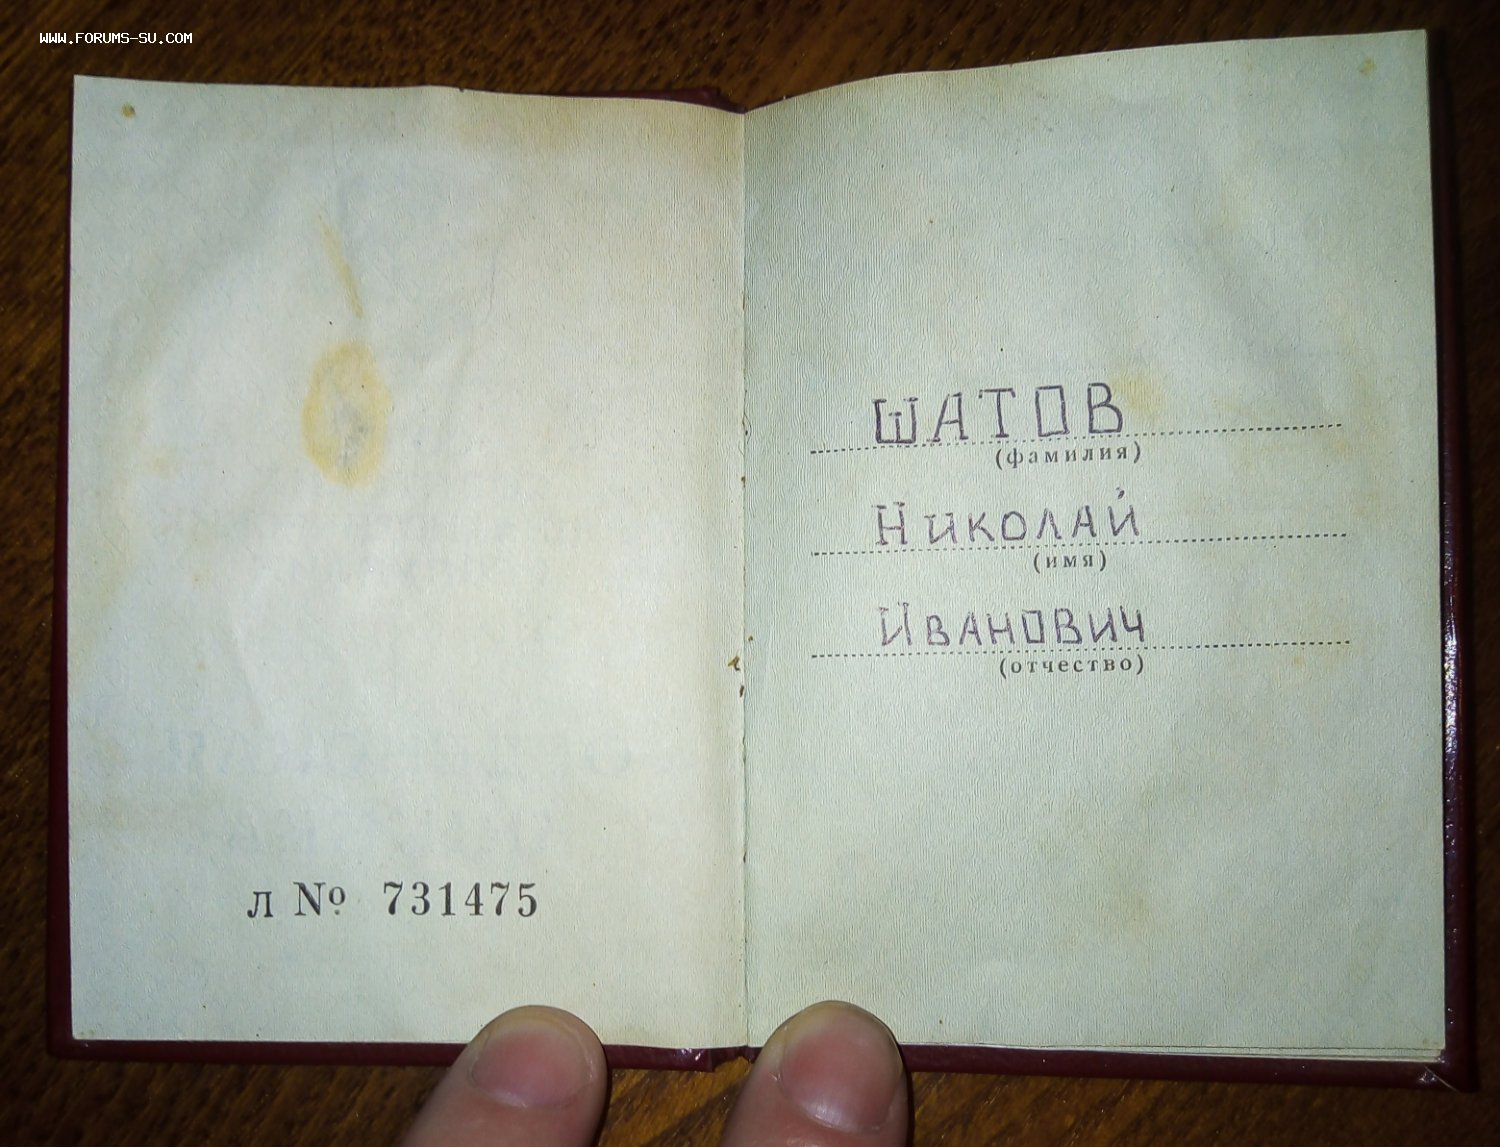 WWW.FORUMS-SU.COM
л № 731475
ШАТОВ
(фамилия)
Николай
(имя)
Иванович
(отчество)